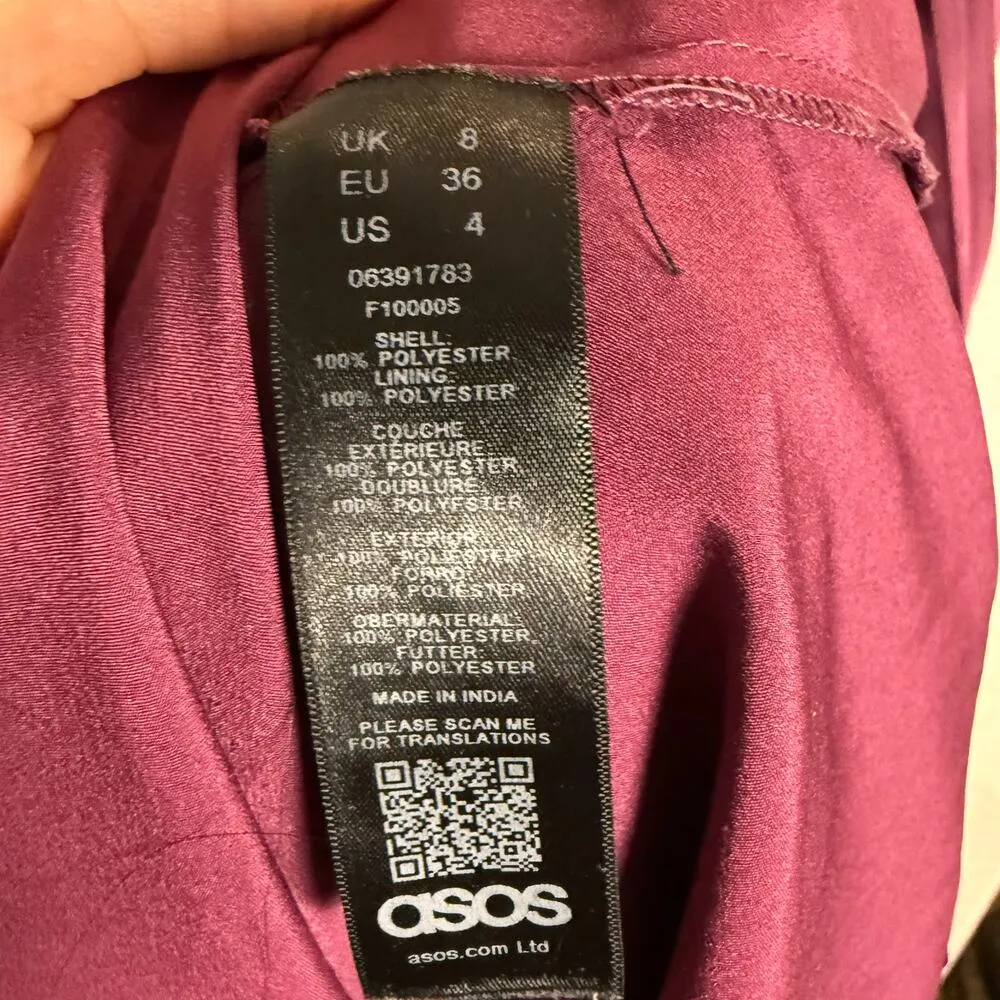 UK 8
EU 36
US 4
06391783
F100005
SHELL:
100% POLYESTER
LINING:
100% POLYESTER
COUCHE
EXTÉRIEURE
100% POLYESTER
DOUBLURE:
100% POLYESTER
EXTERIOR:
100% POLIESTER
FORRO:
100% POLIESTER
OBERMATERIAL:
100% POLYESTER
FUTTER:
100% POLYESTER
MADE IN INDIA
PLEASE SCAN ME
FOR TRANSLATIONS
asos
asos.com Ltd